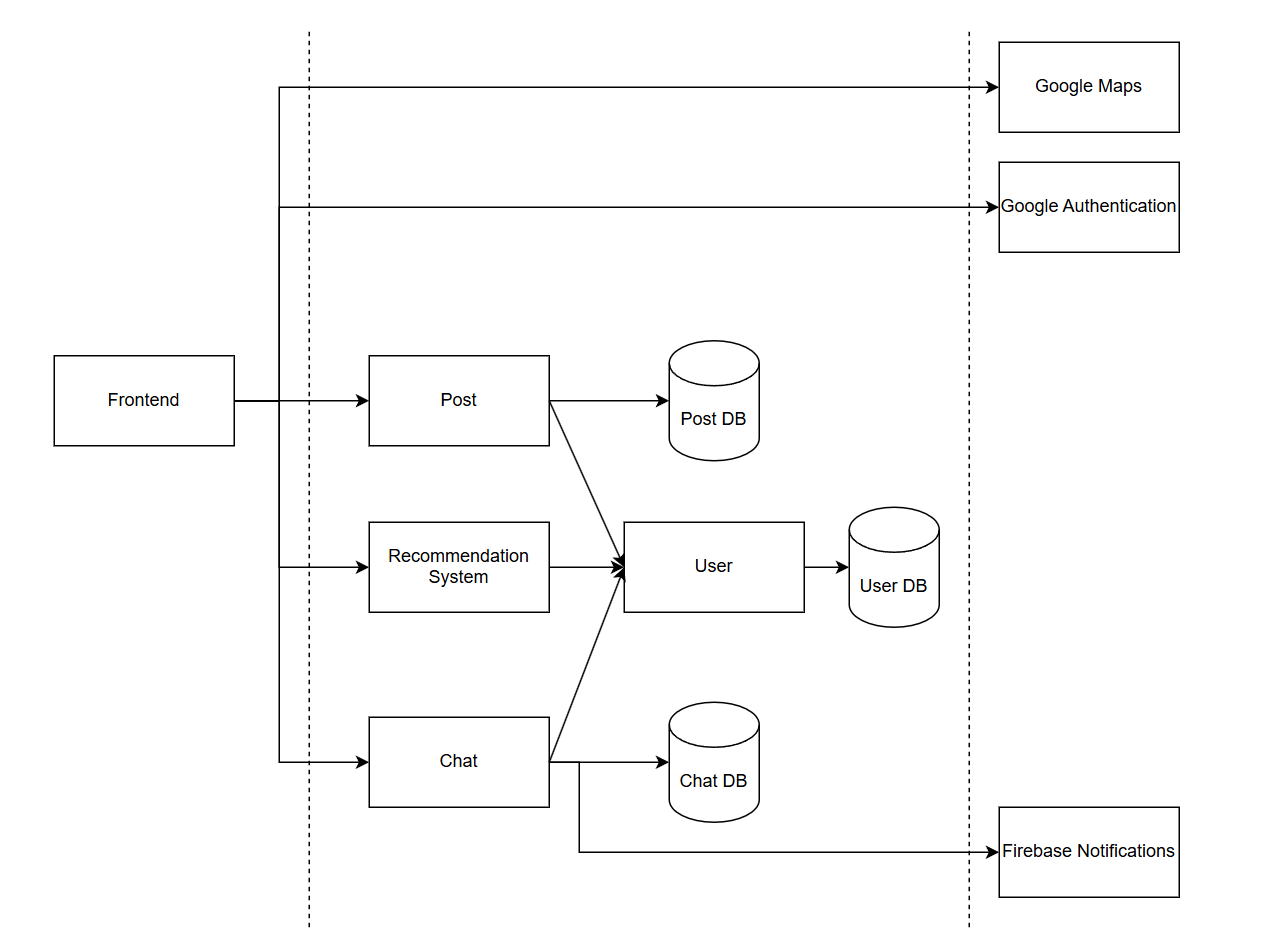 Google Maps
Google Authentication
Frontend
Post
Post DB
Recommendation
System
User
User DB
Chat
Chat DB
Firebase Notifications